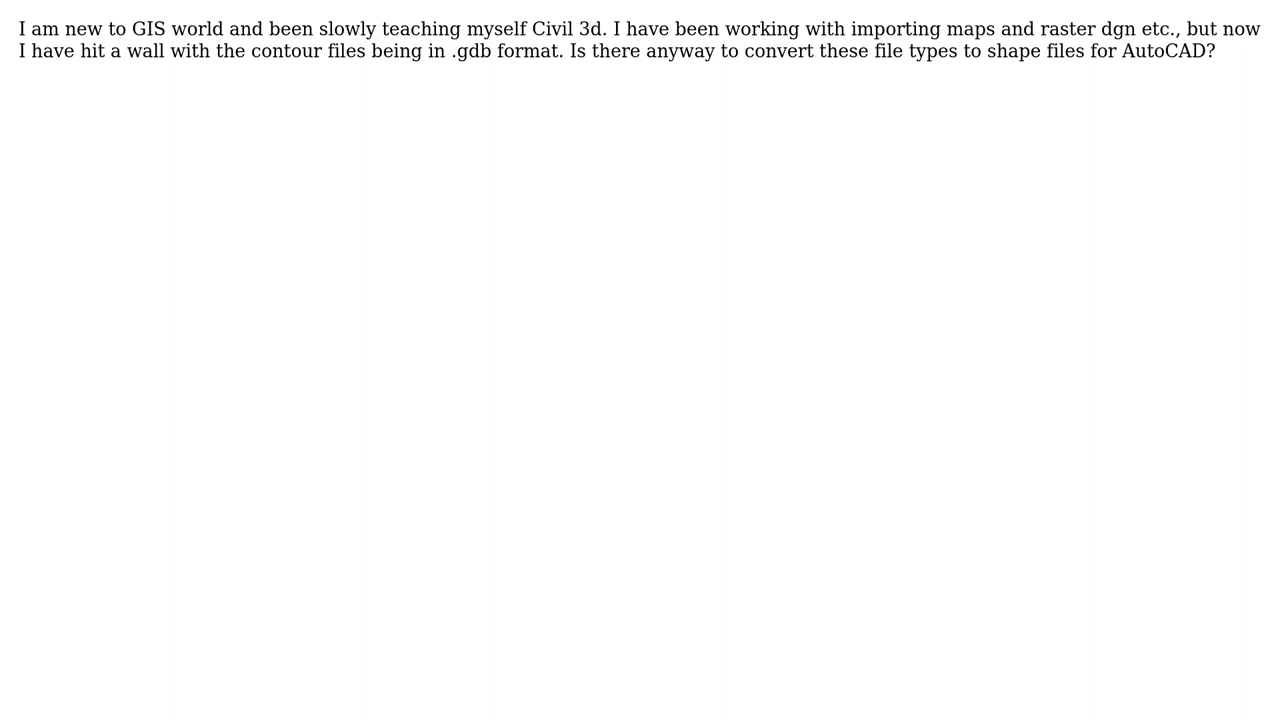 I am new to GIS world and been slowly teaching myself Civil 3d. I have been working with importing maps and raster dgn etc., but now
I have hit a wall with the contour files being in .gdb format. Is there anyway to convert these file types to shape files for AutoCAD?